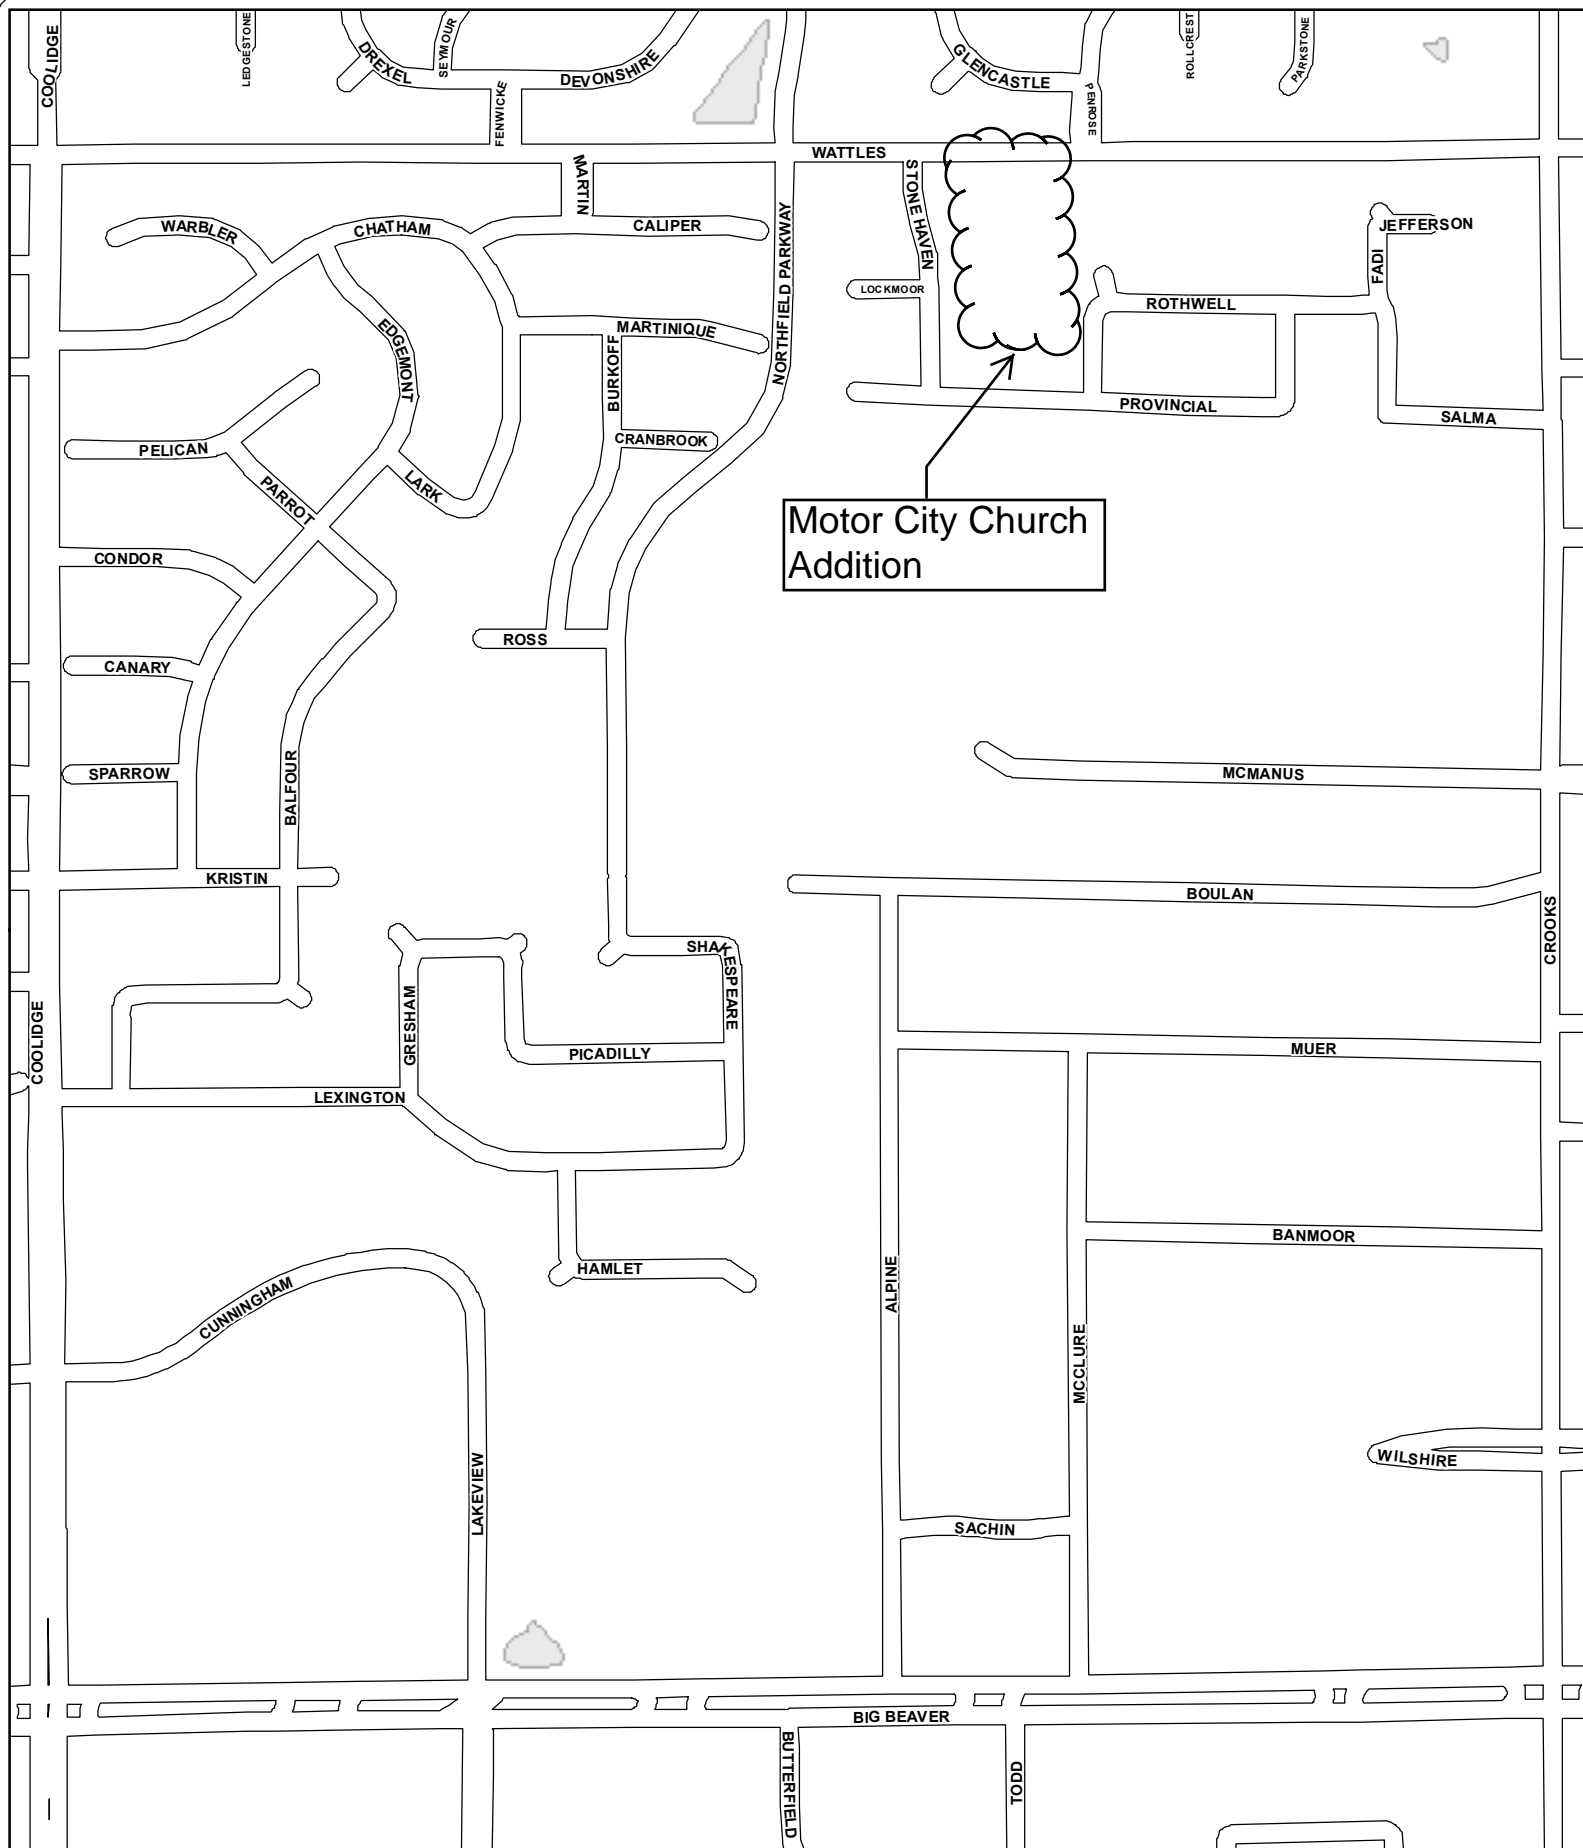 COOLIDGE
LEDGESTONE
DREXEL
SEYMOUR
DEVONSHIRE
FENWICKE
GLENCASTLE
PENROSE
ROLLCREST
PARKSTONE
WATTLES
MARTIN
STONE HAVEN
WARBLER
CHATHAM
CALIPER
NORTHFIELD PARKWAY
JEFFERSON
FADI
LOCKMOOR
ROTHWELL
EDGEMONT
MARTINIQUE
BURKOFF
PROVINCIAL
SALMA
PELICAN
CRANBROOK
LARK
PARROT
Motor City Church
Addition
CONDOR
ROSS
CANARY
SPARROW
BALFOUR
MCMANUS
KRISTIN
BOULAN
CROOKS
SHAKESPEARE
COOLIDGE
GRESHAM
PICADILLY
MUER
LEXINGTON
BANMOOR
HAMLET
ALPINE
CUNNINGHAM
MCCLURE
WILSHIRE
LAKEVIEW
SACHIN
BIG BEAVER
BUTTERFIELD
TODD